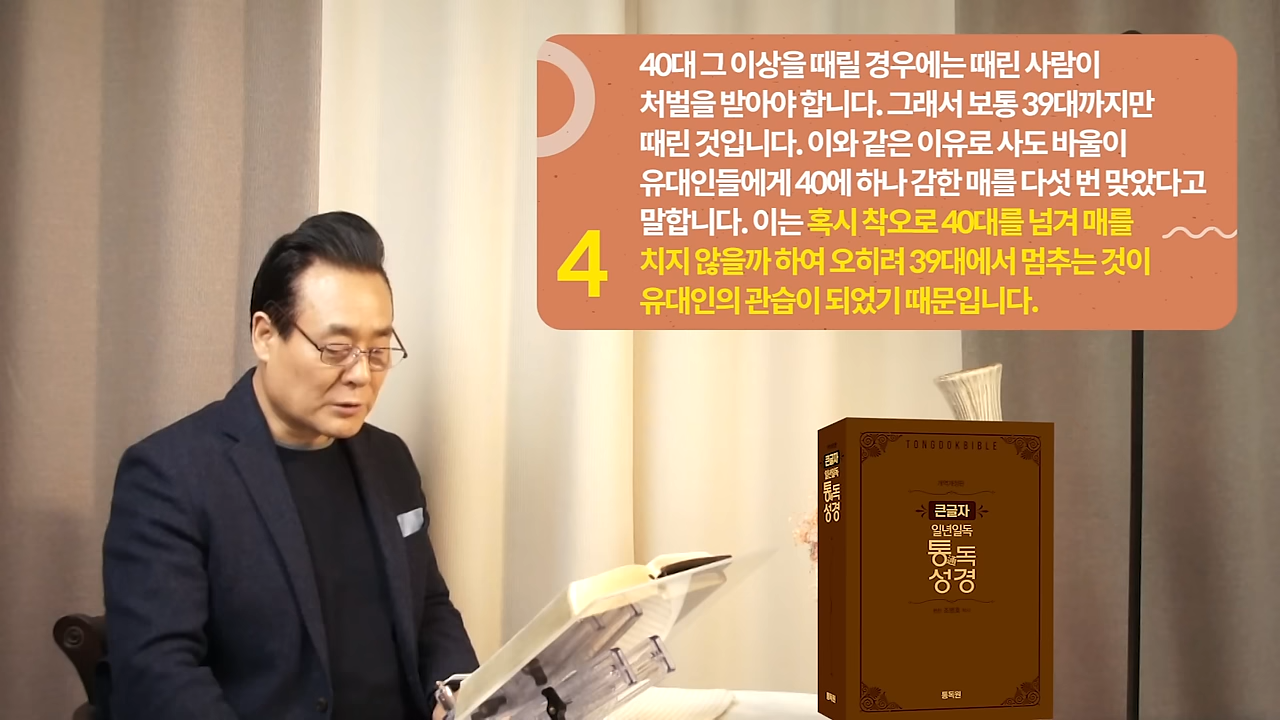 40대 그 이상을 때릴 경우에는 때린 사람이
처벌을 받아야 합니다. 그래서 보통 39대까지만
때린 것입니다. 이와 같은 이유로 사도 바울이
유대인들에게 40에 하나 감한 매를 다섯 번 맞았다고
말합니다. 이는 혹시 착오로 40대를 넘겨 매를
치지 않을까 하여 오히려 39대에서 멈추는 것이
유대인의 관습이 되었기 때문입니다.
4
TONGDOKBIBLE
큰글자
일년일독
통독
성경
통독원
큰글자
일년일독
통독
성경
통독원